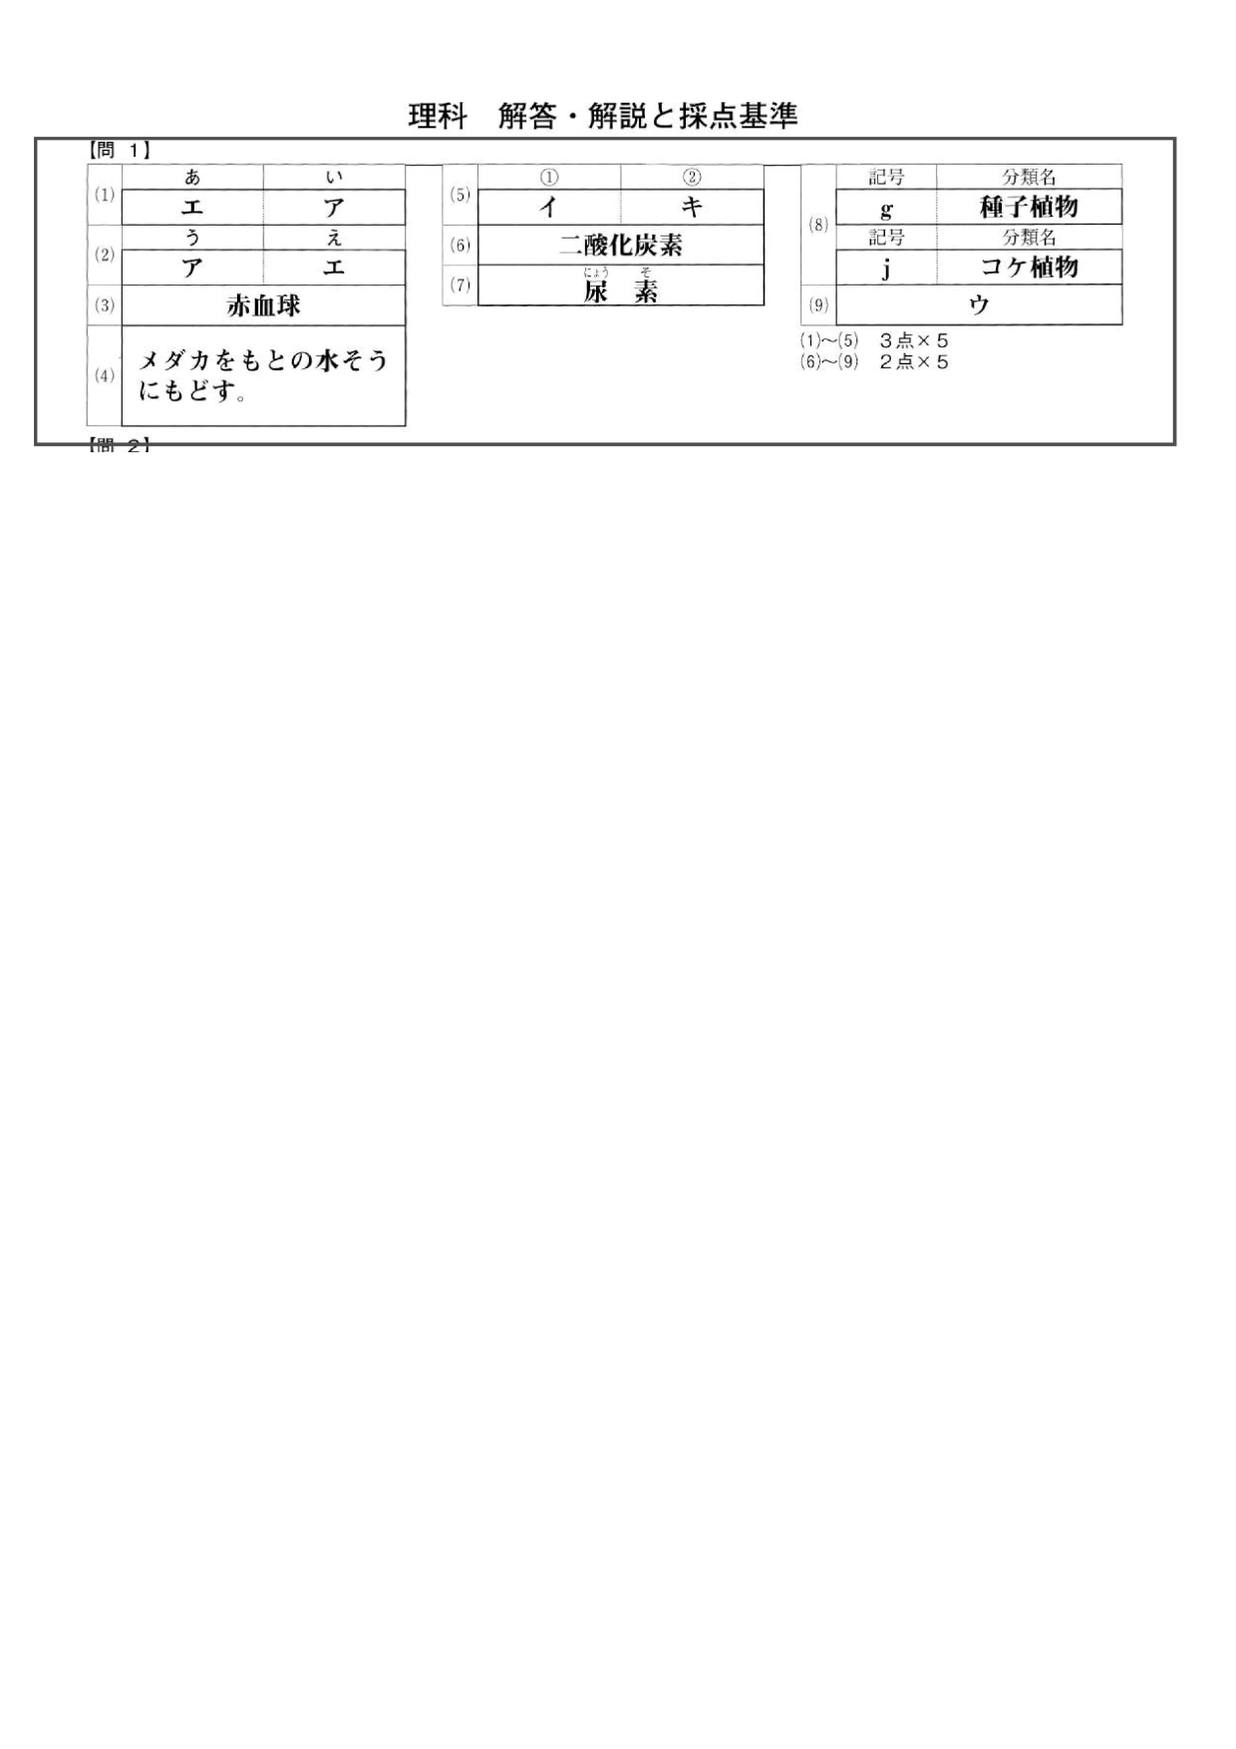 理科　解答・解説と採点基準
【問 1】
(1)
あ い
エ ア
(2)
う え
ア エ
(3) 赤血球
(4) メダカをもとの水そう
にもどす。
(5)
① ②
イ キ
(6) 二酸化炭素
(7)
にょう そ
尿 素
(8)
記号 分類名
g 種子植物
記号 分類名
j コケ植物
(9) ウ
(1)〜(5) 3点×5
(6)〜(9) 2点×5
【問 2】